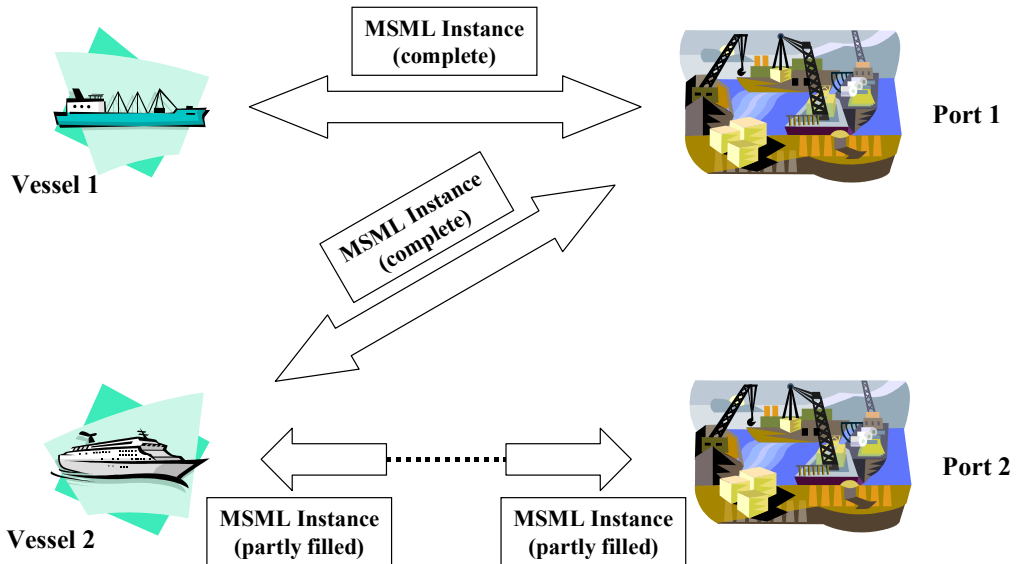 MSML Instance
(complete)
Port 1
Vessel 1
MSML Instance
(complete)
Port 2
Vessel 2
MSML Instance
(partly filled)
MSML Instance
(partly filled)